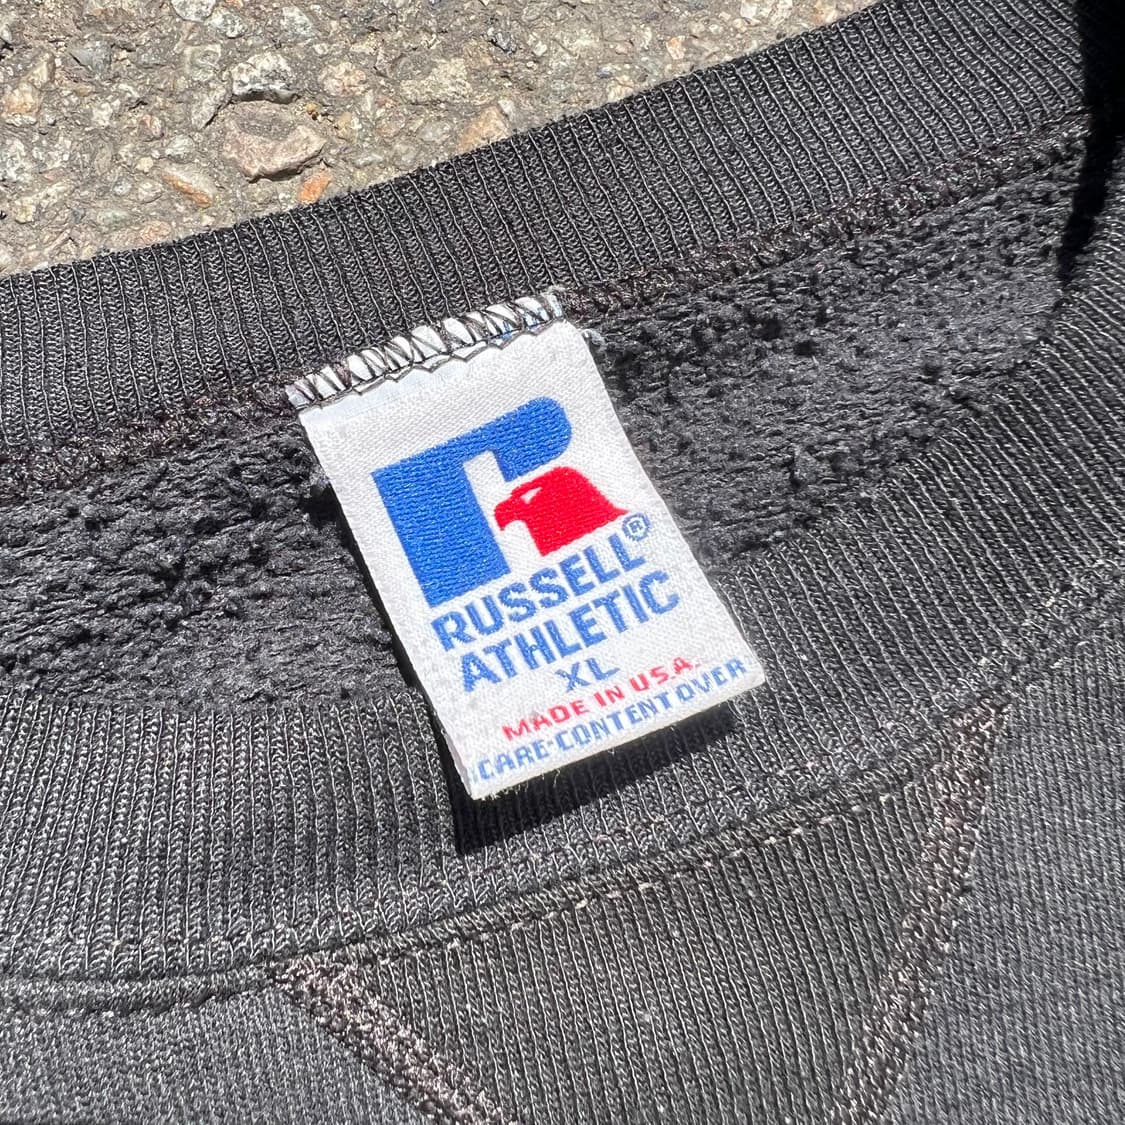 R
RUSSELL®
ATHLETIC
XL
MADE IN U.S.A.
CARE-CONTENT OVER